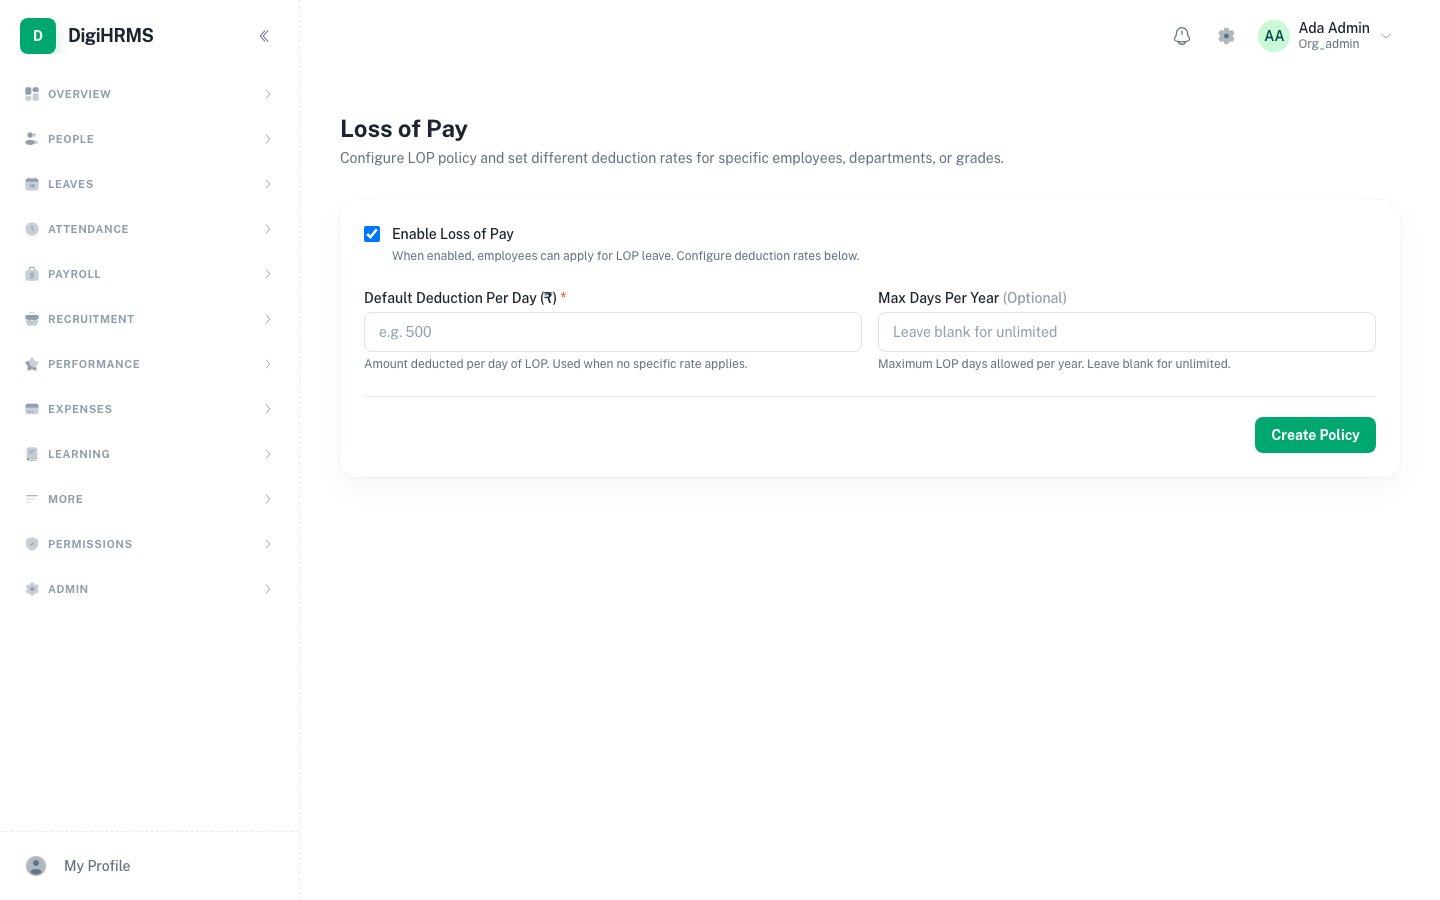 D
DigiHRMS
OVERVIEW
PEOPLE
LEAVES
ATTENDANCE
PAYROLL
RECRUITMENT
PERFORMANCE
EXPENSES
LEARNING
MORE
PERMISSIONS
ADMIN
My Profile
AA
Ada Admin
Org_admin
Loss of Pay
Configure LOP policy and set different deduction rates for specific employees, departments, or grades.
Enable Loss of Pay
When enabled, employees can apply for LOP leave. Configure deduction rates below.
Default Deduction Per Day (₹) *
e.g. 500
Amount deducted per day of LOP. Used when no specific rate applies.
Max Days Per Year (Optional)
Leave blank for unlimited
Maximum LOP days allowed per year. Leave blank for unlimited.
Create Policy